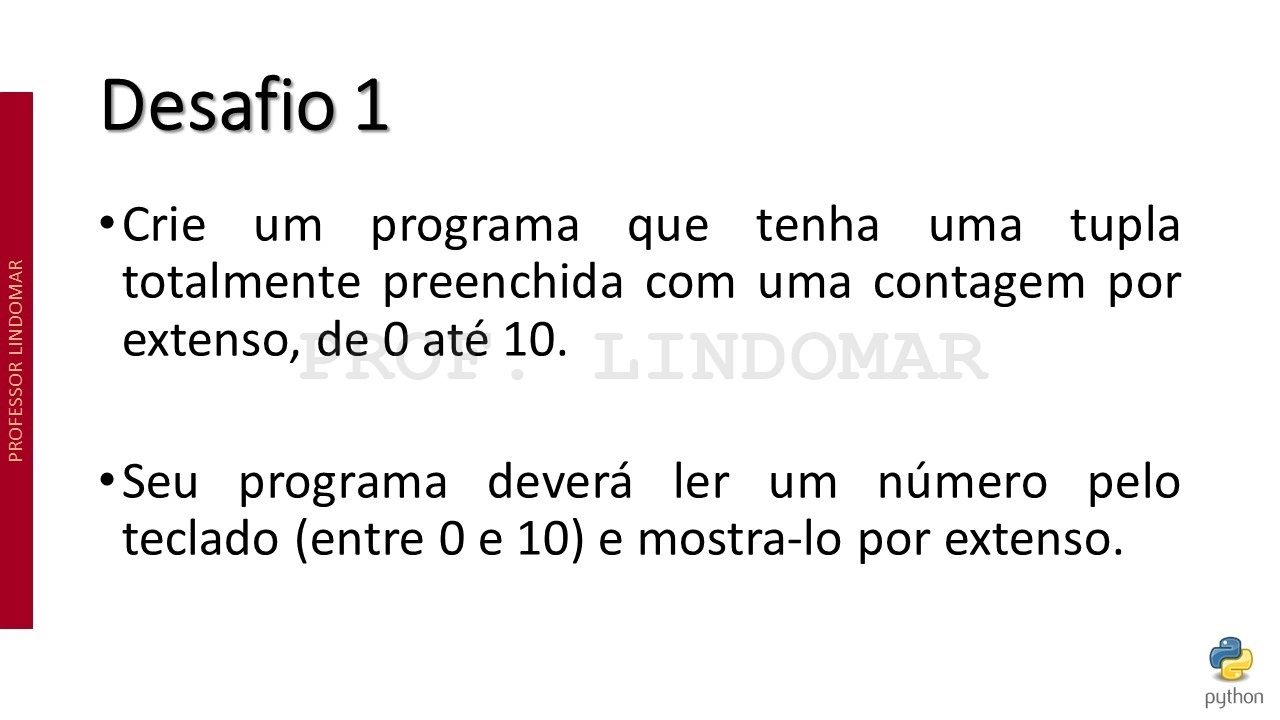 Desafio 1
•Crie um programa que tenha uma tupla
totalmente preenchida com uma contagem por
extenso, de 0 até 10.
PROF. LINDOMAR
•Seu programa deverá ler um número pelo
teclado (entre 0 e 10) e mostra-lo por extenso.
PROFESSOR LINDOMAR
python